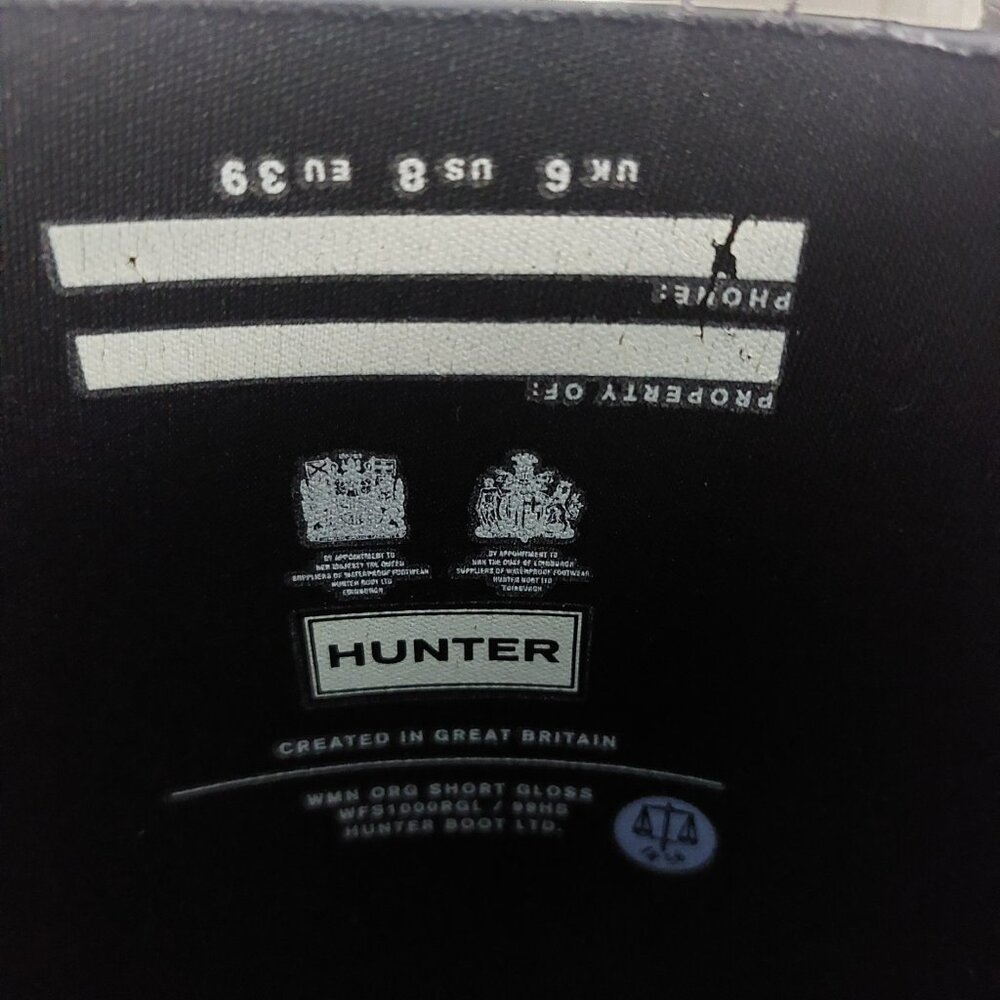 UK 6 US 8 EU 39
PHONE:
PROPERTY OF:
BY APPOINTMENT TO
HER MAJESTY THE QUEEN
SUPPLIERS OF WATERPROOF FOOTWEAR
HUNTER BOOT LTD
EDINBURGH
BY APPOINTMENT TO
HRH THE DUKE OF EDINBURGH
SUPPLIERS OF WATERPROOF FOOTWEAR
HUNTER BOOT LTD
EDINBURGH
HUNTER
CREATED IN GREAT BRITAIN
WMN ORG SHORT GLOSS
WFS1000RGL /
HUNTER BOOT LTD.